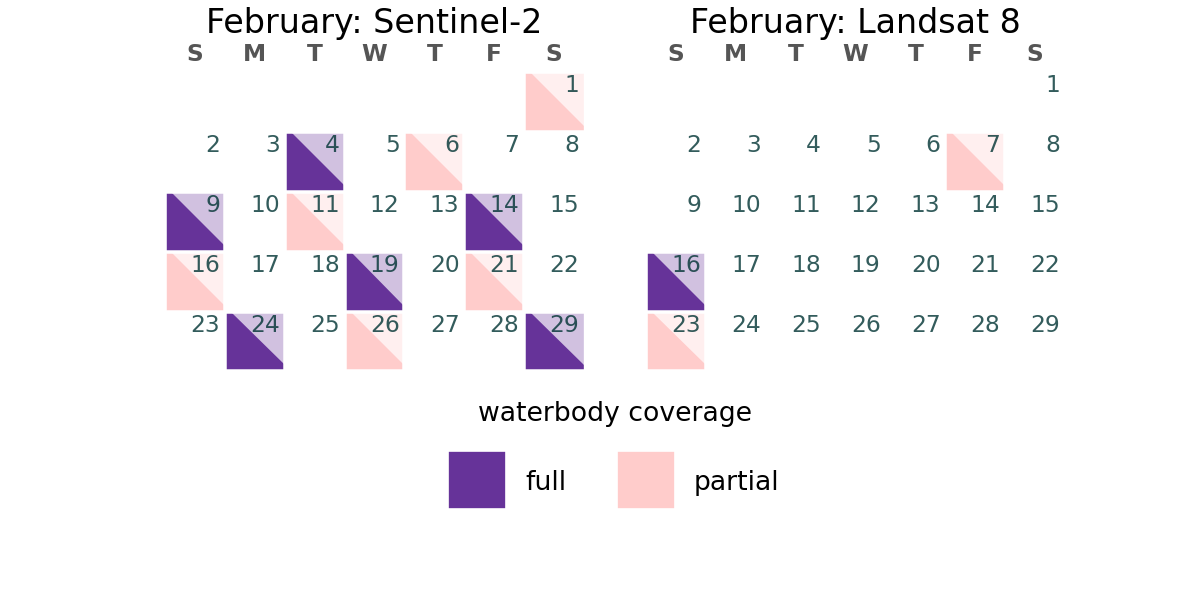 February: Sentinel-2
S M T W T F S
1
2 3 4 5 6 7 8
9 10 11 12 13 14 15
16 17 18 19 20 21 22
23 24 25 26 27 28 29
February: Landsat 8
S M T W T F S
1
2 3 4 5 6 7 8
9 10 11 12 13 14 15
16 17 18 19 20 21 22
23 24 25 26 27 28 29
waterbody coverage
full partial